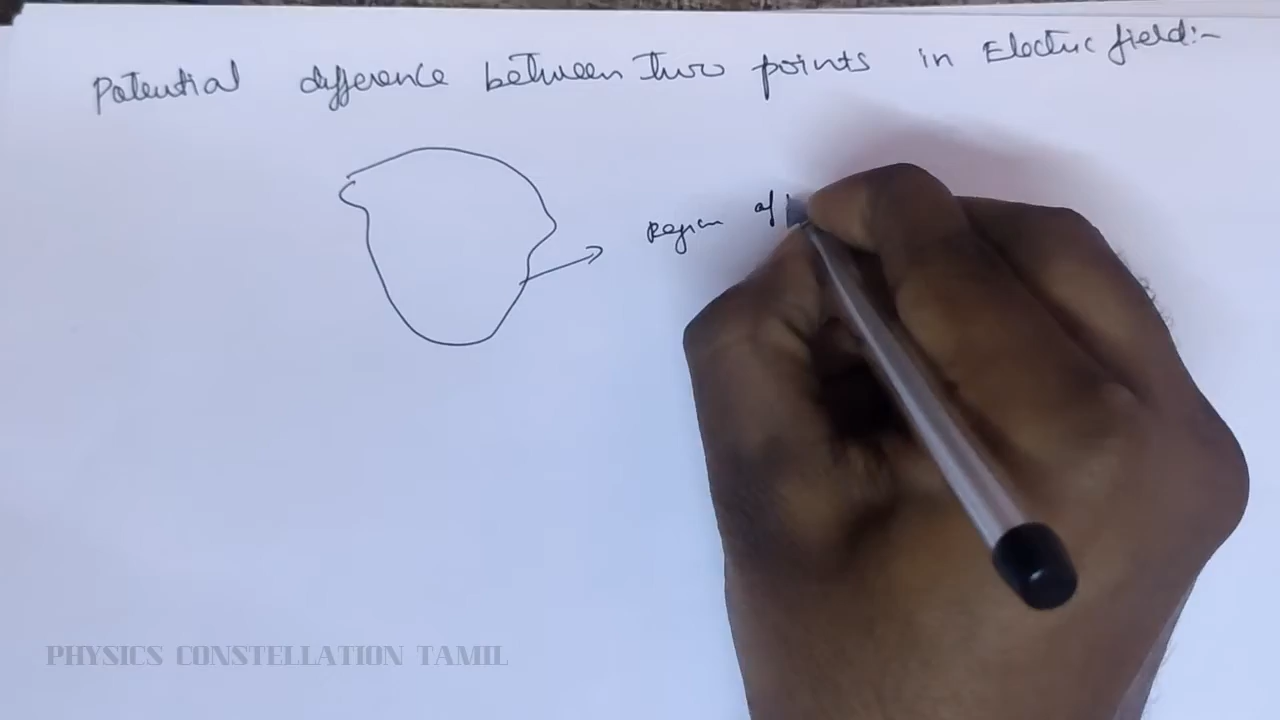 Potential difference between two points in Electric field:-
Region of
PHYSICS CONSTELLATION TAMIL